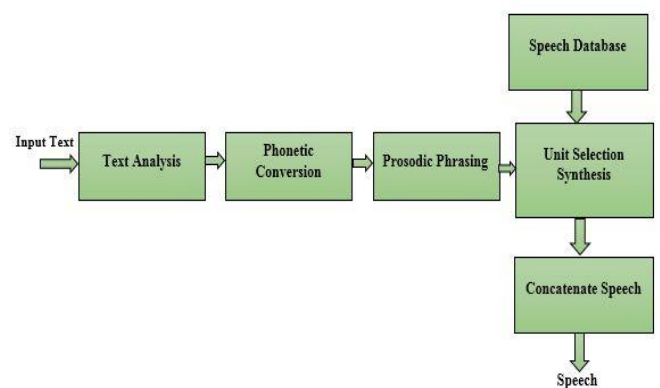 Speech Database
Input Text
Text Analysis
Phonetic
Conversion
Prosodic Phrasing
Unit Selection
Synthesis
Concatenate Speech
Speech